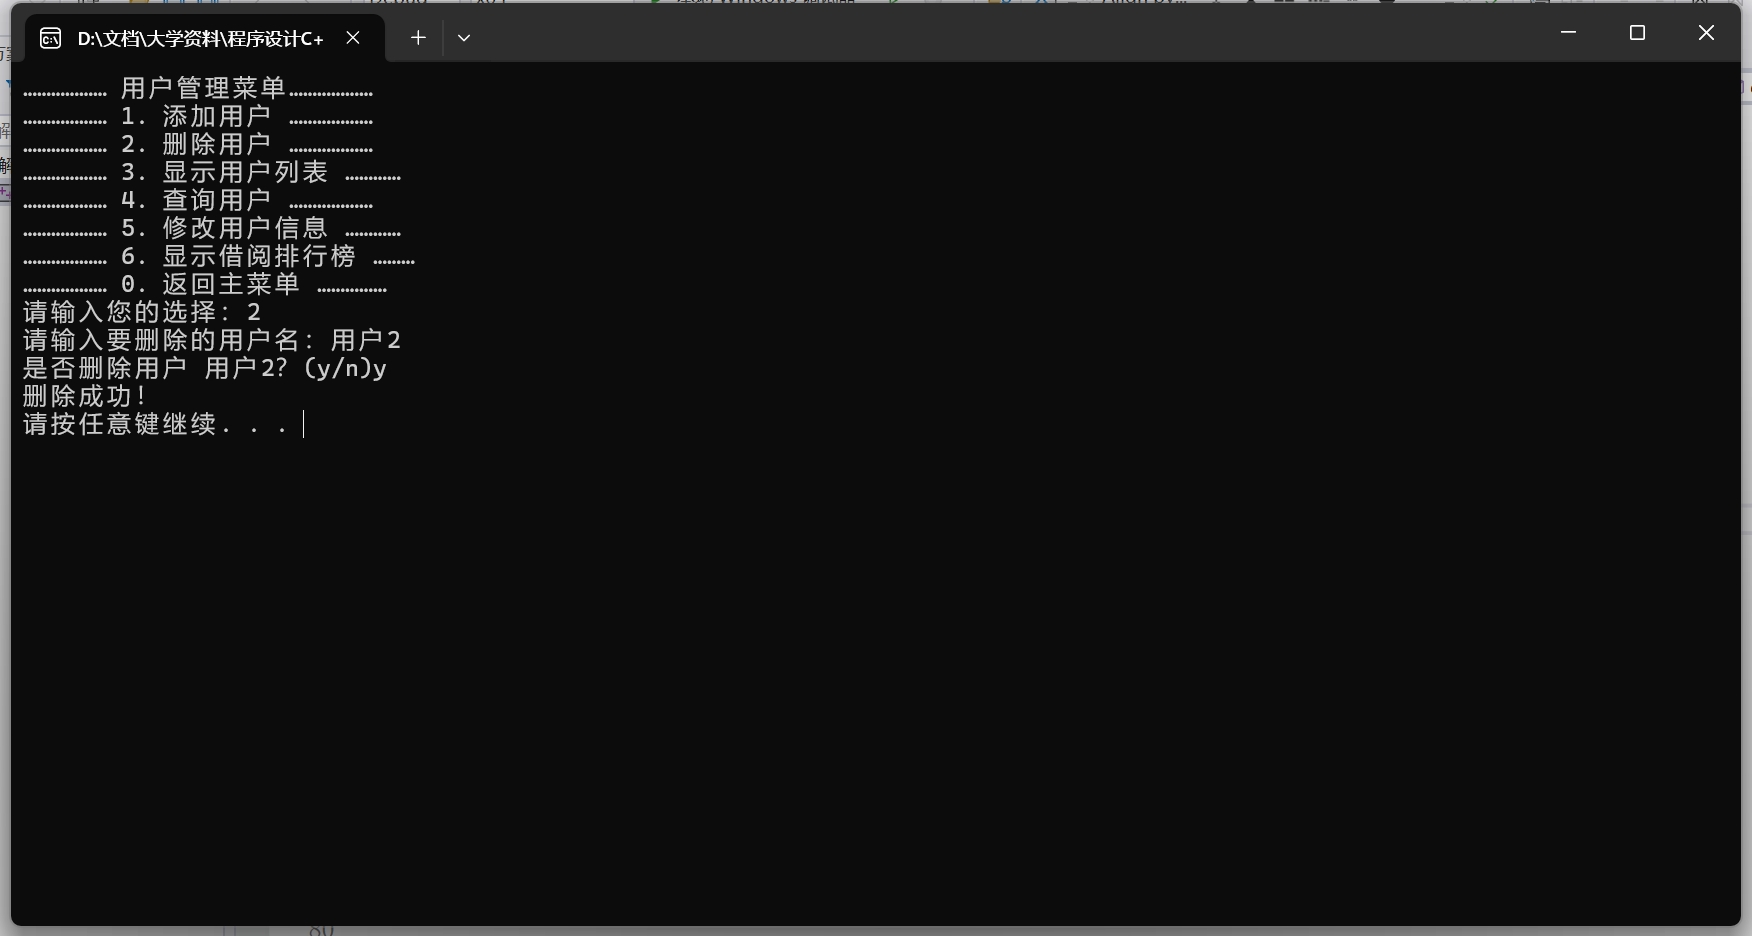 D:\文档\大学资料\程序设计C+
……………… 用户管理菜单………………
……………… 1. 添加用户 ………………
……………… 2. 删除用户 ………………
……………… 3. 显示用户列表 …………
……………… 4. 查询用户 ………………
……………… 5. 修改用户信息 …………
……………… 6. 显示借阅排行榜 ………
……………… 0. 返回主菜单 ……………
请输入您的选择: 2
请输入要删除的用户名: 用户2
是否删除用户 用户2? (y/n)y
删除成功!
请按任意键继续. . .
80